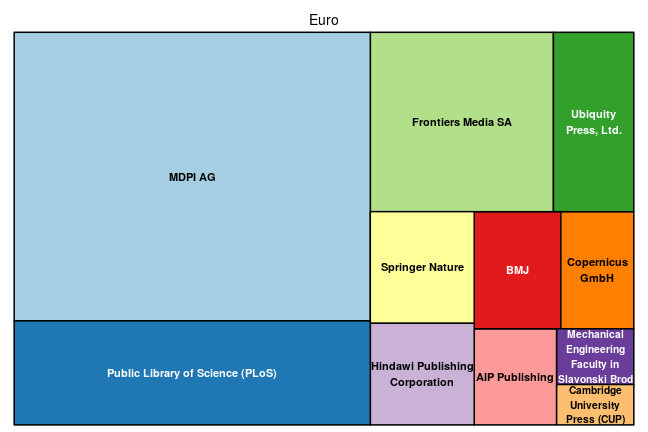 Euro
MDPI AG
Public Library of Science (PLoS)
Frontiers Media SA
Ubiquity
Press, Ltd.
Springer Nature
BMJ
Copernicus
GmbH
Hindawi Publishing
Corporation
AIP Publishing
Mechanical
Engineering
Faculty in
Slavonski Brod
Cambridge
University
Press (CUP)